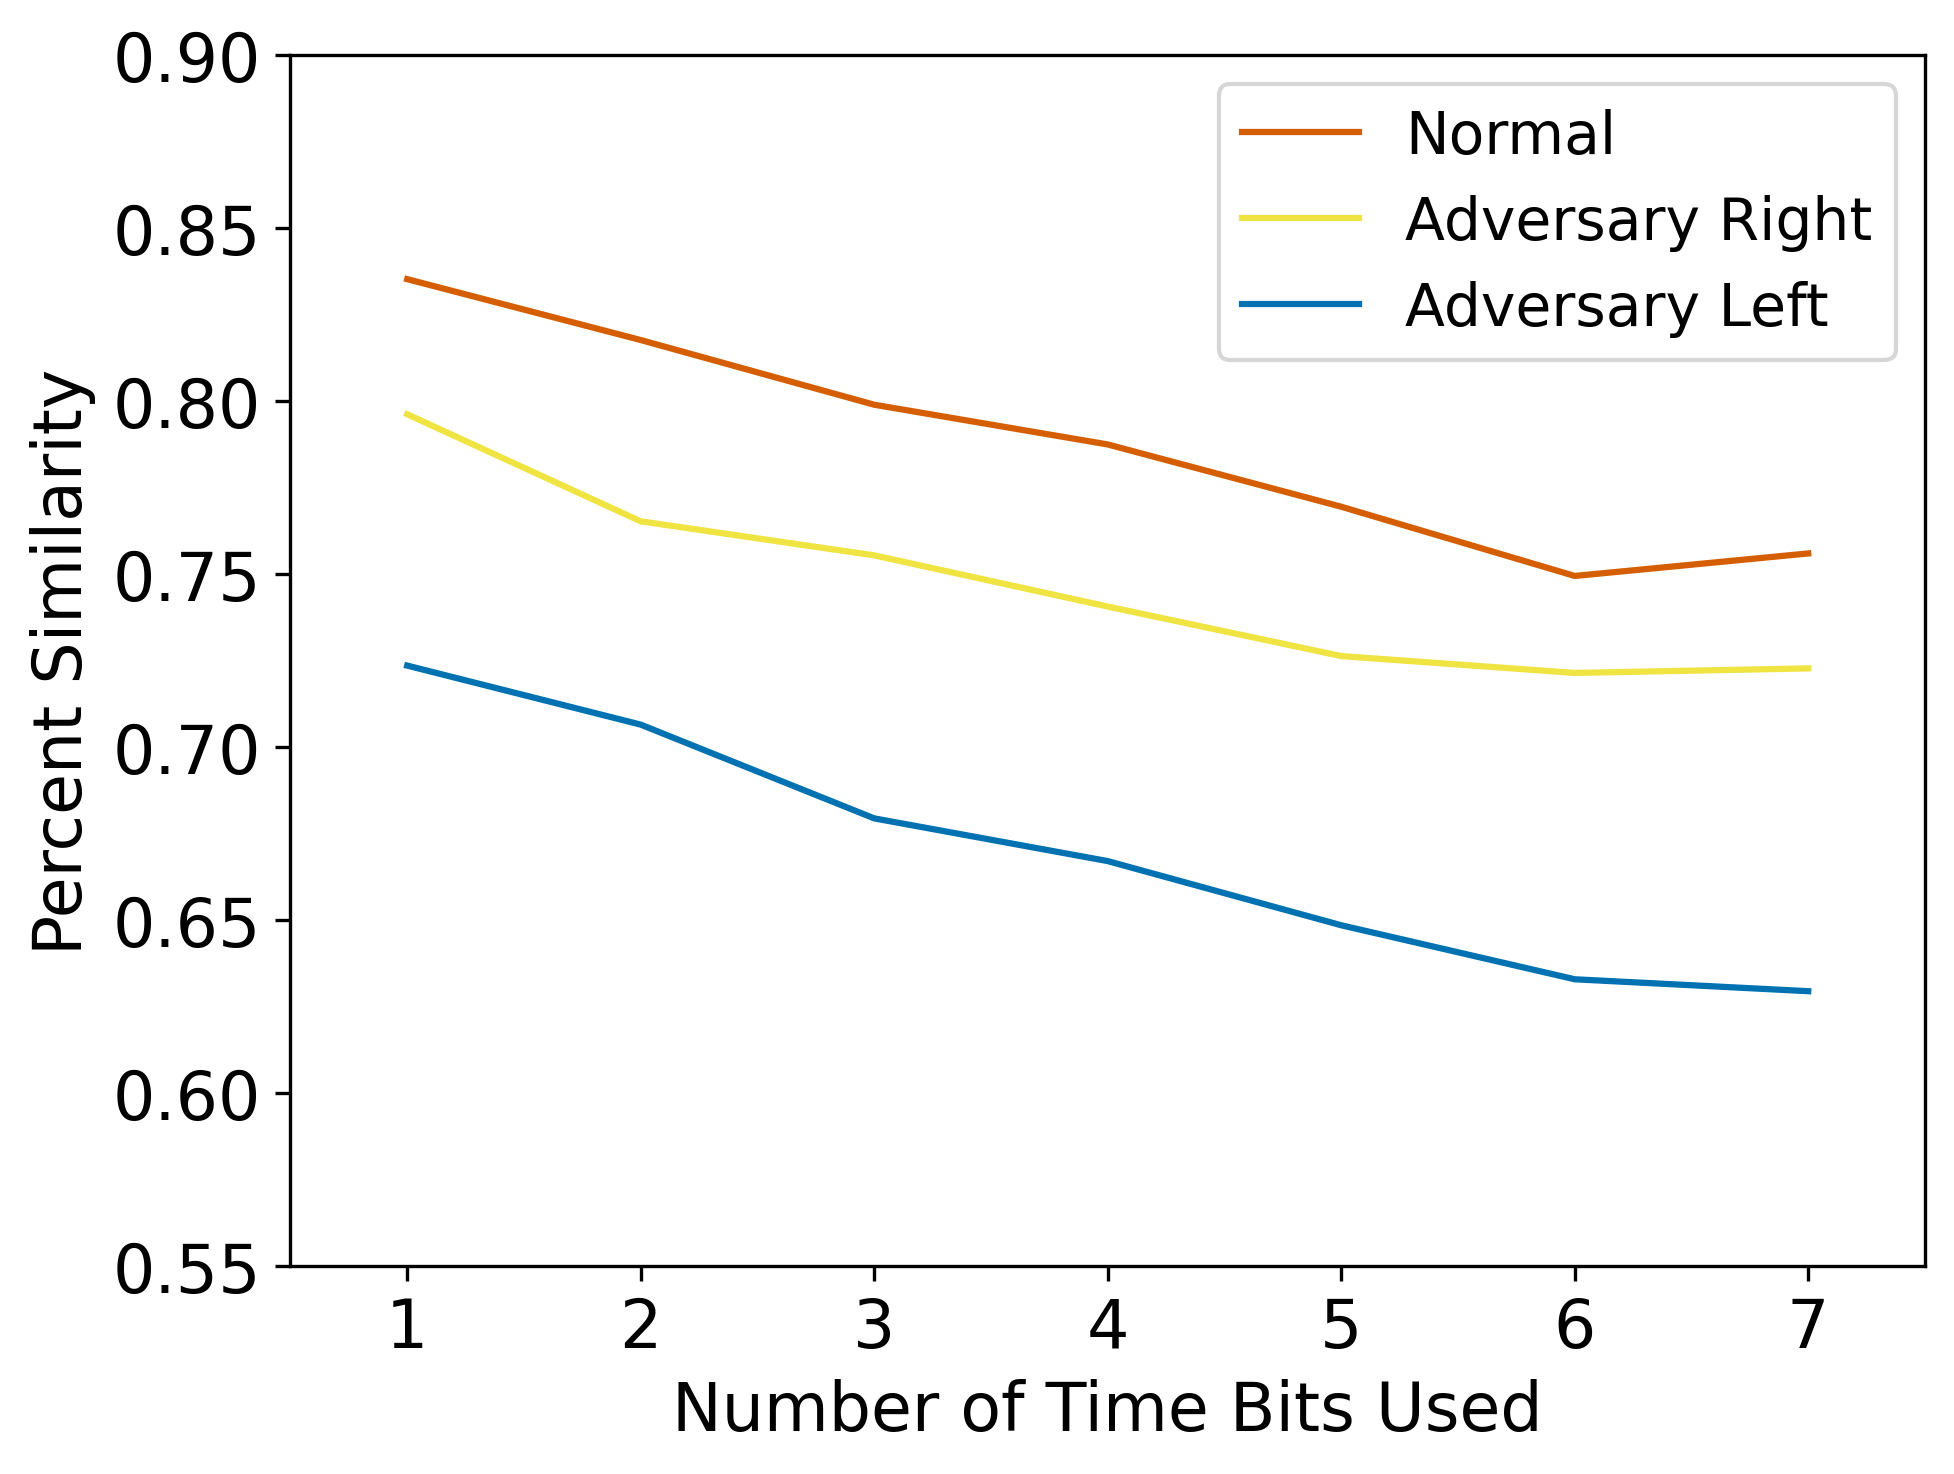 0.90
0.85
0.80
0.75
0.70
0.65
0.60
0.55
Percent Similarity
Normal
Adversary Right
Adversary Left
1 2 3 4 5 6 7
Number of Time Bits Used